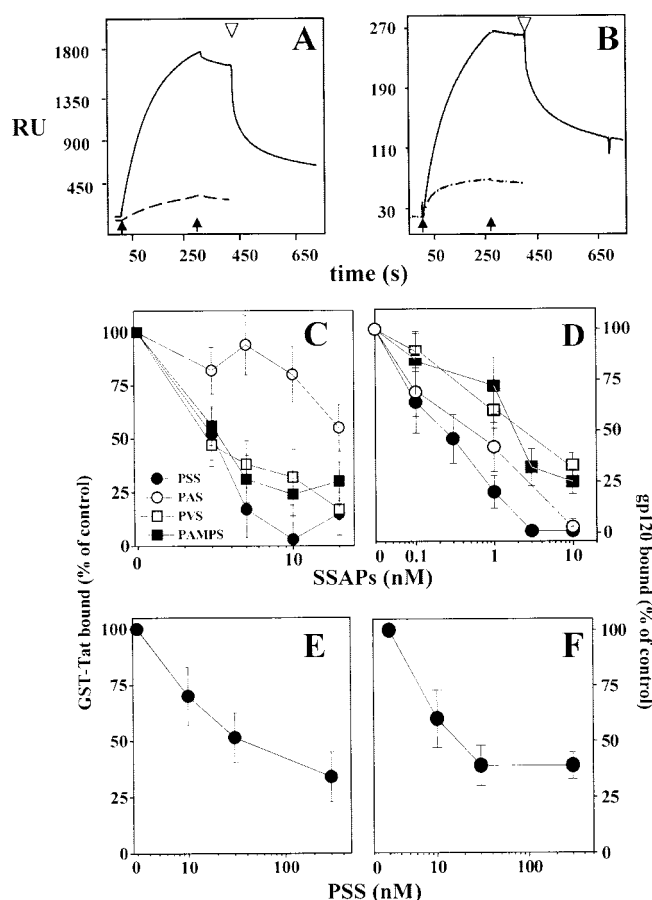 A
B
1800
1350
900
450
RU
270
190
110
30
50 250 450 650
50 250 450 650
time (s)
C
D
100
75
50
25
0
PSS
PAS
PVS
PAMPS
100
75
50
25
0
0 5 10
0 0.1 1 10
SSAPs (nM)
GST-Tat bound (% of control)
gp120 bound (% of control)
E
F
100
75
50
25
0
100
75
50
25
0
0 10 100
0 10 100
PSS (nM)